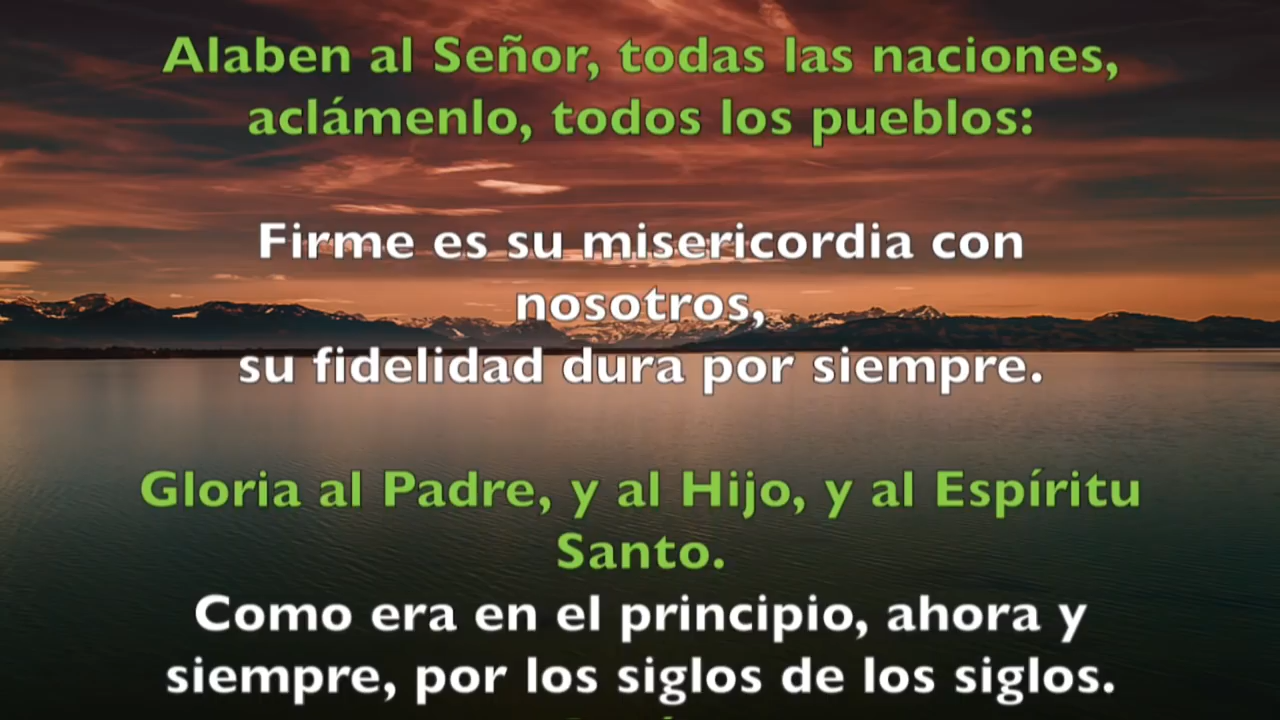 Alaben al Señor, todas las naciones,
aclámenlo, todos los pueblos:
Firme es su misericordia con
nosotros,
su fidelidad dura por siempre.
Gloria al Padre, y al Hijo, y al Espíritu
Santo.
Como era en el principio, ahora y
siempre, por los siglos de los siglos.